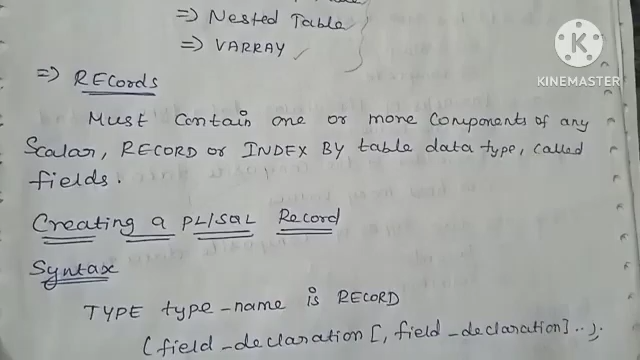 ⇒ Nested Table
⇒ VARRAY ✓
K
KINEMASTER
⇒ RECords
Must contain one or more components of any
Scalar, RECORD or INDEX BY table data type, called
fields.
Creating a PL/SQL Record
Syntax
TYPE type-name is RECORD
(field-declaration [, field-declaration] ..);